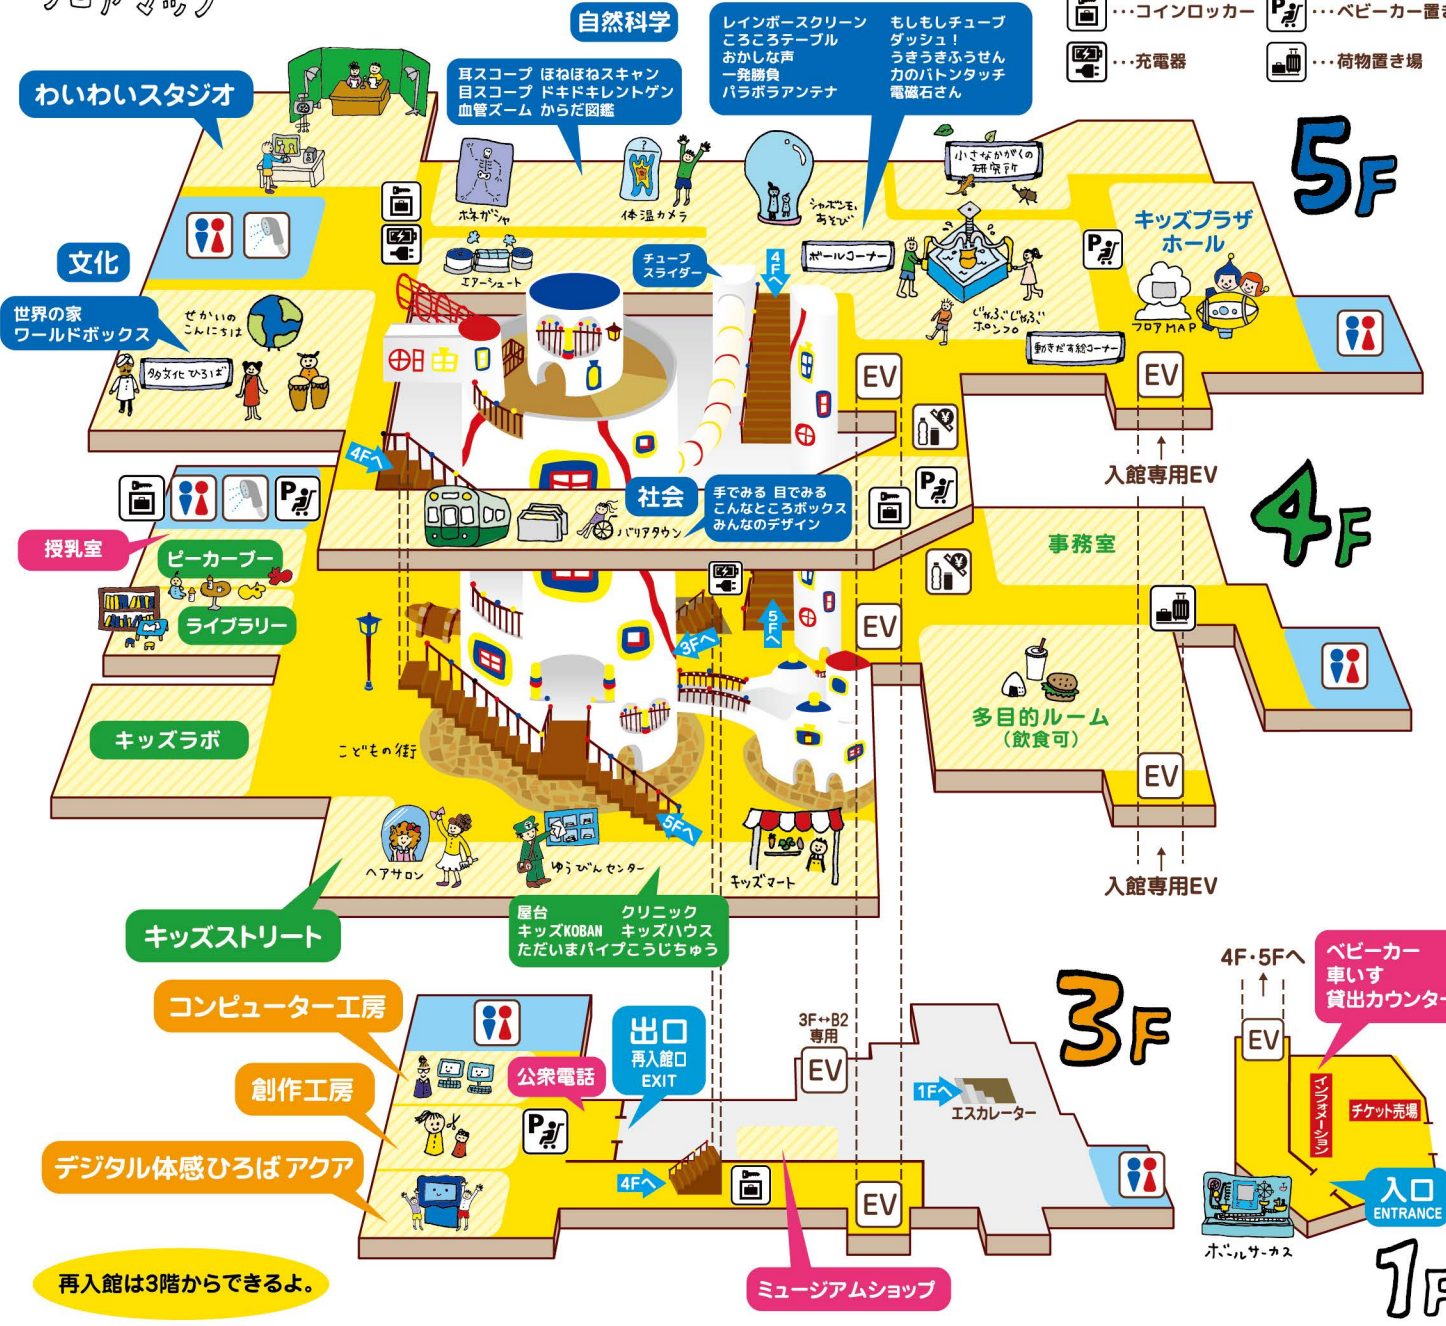 フロアマップ
…コインロッカー
…ベビーカー置き
…充電器
…荷物置き場
5F
自然科学
耳スコープ ほねほねスキャン
目スコープ ドキドキレントゲン
血管ズーム からだ図鑑
レインボースクリーン もしもしチューブ
ころころテーブル ダッシュ！
おかしな声 うきうきふうせん
一発勝負 力のバトンタッチ
パラボラアンテナ 電磁石さん
わいわいスタジオ
ホネガシャ
体温カメラ
シャボン玉
あそび
小さなかがくの
研究所
キッズプラザ
ホール
フロアMAP
エアーシュート
チューブ
スライダー
4Fへ
ボールコーナー
じゃぶじゃぶ
ポンプ
動きだす絵コーナー
文化
世界の家
ワールドボックス
せかいの
こんにちは
多文化ひろば
EV
EV
入館専用EV
4Fへ
社会
手でみる 目でみる
こんなところボックス
みんなのデザイン
バリアタウン
4F
授乳室
ピーカーブー
ライブラリー
キッズラボ
こどもの街
3Fへ
5Fへ
EV
事務室
多目的ルーム
(飲食可)
EV
入館専用EV
5Fへ
ヘアサロン
ゆうびんセンター
キッズマート
キッズストリート
屋台 クリニック
キッズKOBAN キッズハウス
ただいまパイプこうじちゅう
3F
コンピューター工房
創作工房
デジタル体感ひろば アクア
公衆電話
出口
再入館口
EXIT
3F↔B2
専用
EV
1Fへ
エスカレーター
4Fへ
EV
ミュージアムショップ
再入館は3階からできるよ。
4F・5Fへ
EV
ベビーカー
車いす
貸出カウンター
インフォメーション
チケット売場
入口
ENTRANCE
ボールサーカス
1F